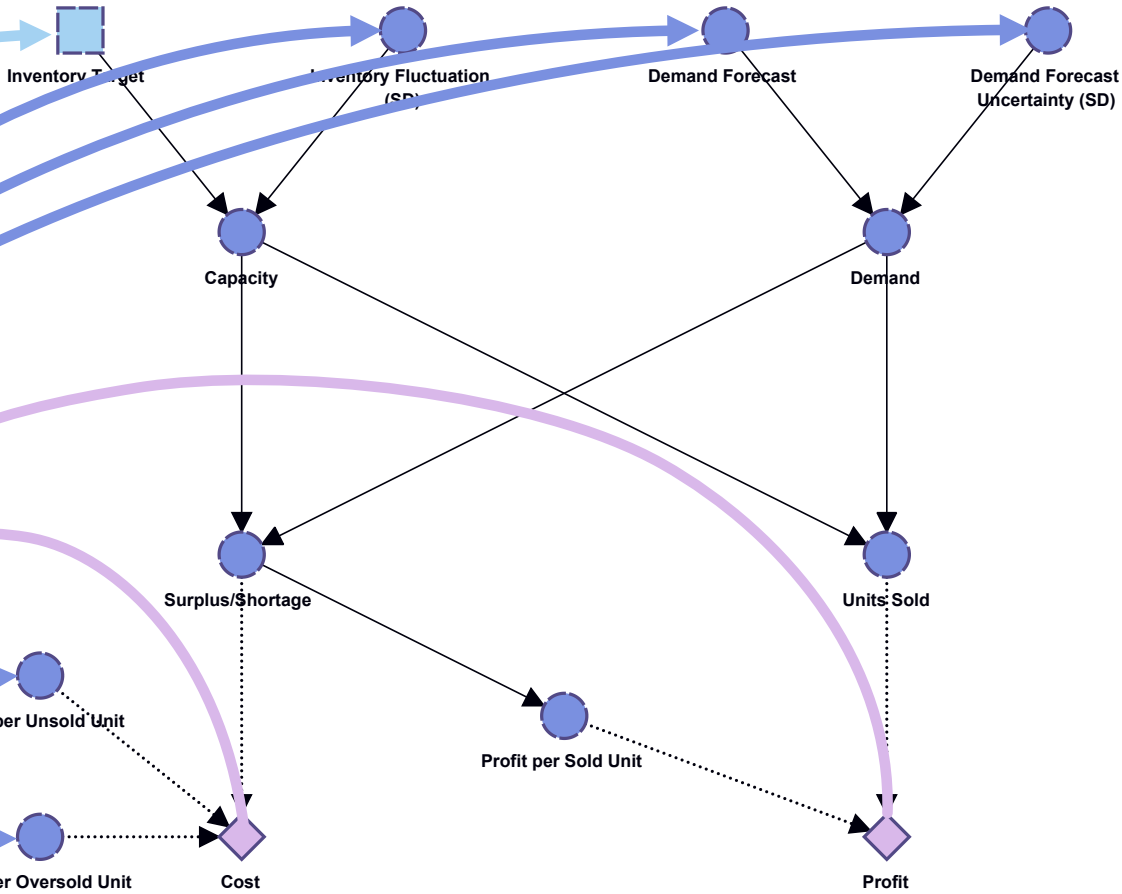 Inventory Target
Inventory Fluctuation
(SD)
Demand Forecast
Demand Forecast
Uncertainty (SD)
Capacity
Demand
Surplus/Shortage
Units Sold
per Unsold Unit
Profit per Sold Unit
Oversold Unit
Cost
Profit